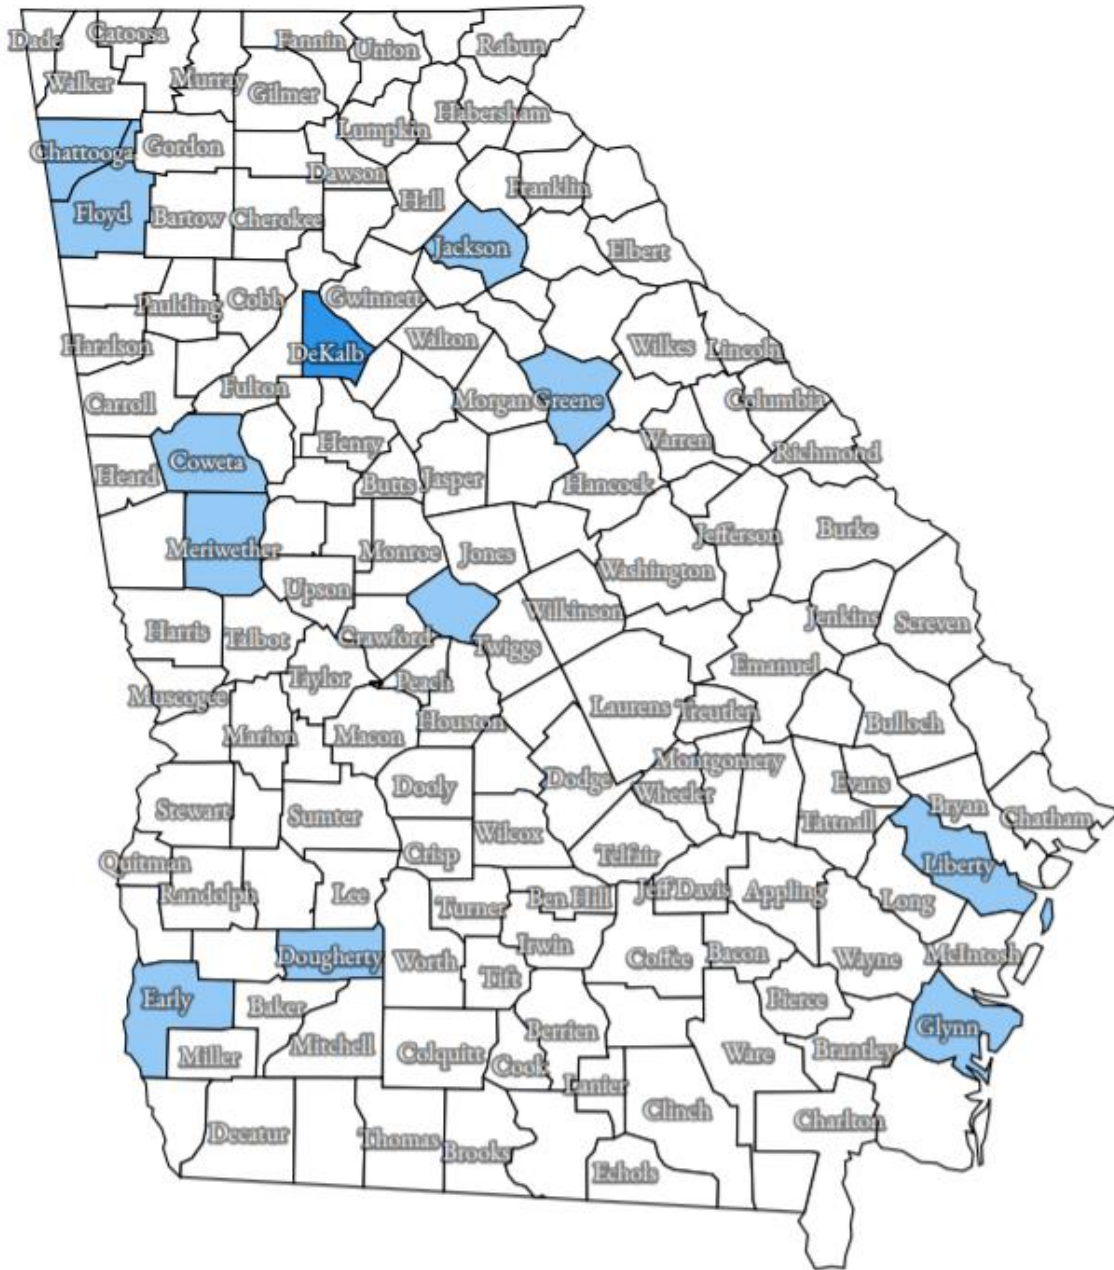 Dade
Catoosa
Fannin
Union
Rabun
Walker
Murray
Gilmer
Habersham
Lumpkin
Chattooga
Gordon
Dawson
Franklin
Hall
Floyd
Bartow
Cherokee
Jackson
Elbert
Paulding
Cobb
Gwinnett
Haralson
DeKalb
Walton
Wilkes
Lincoln
Fulton
Carroll
Morgan
Greene
Columbia
Henry
Warren
Richmond
Coweta
Heard
Butts
Jasper
Hancock
Meriwether
Monroe
Jones
Jefferson
Burke
Upson
Washington
Harris
Talbot
Crawford
Twiggs
Wilkinson
Jenkins
Screven
Muscogee
Taylor
Peach
Emanuel
Marion
Macon
Houston
Laurens
Treutlen
Bulloch
Stewart
Sumter
Dooly
Dodge
Montgomery
Wheeler
Evans
Bryan
Chatham
Tattnall
Quitman
Crisp
Wilcox
Telfair
Liberty
Randolph
Lee
Turner
Ben Hill
Jeff Davis
Appling
Long
Dougherty
Worth
Irwin
Tift
Coffee
Bacon
Wayne
McIntosh
Early
Baker
Pierce
Glynn
Miller
Mitchell
Colquitt
Berrien
Cook
Ware
Brantley
Lanier
Clinch
Charlton
Decatur
Thomas
Brooks
Echols